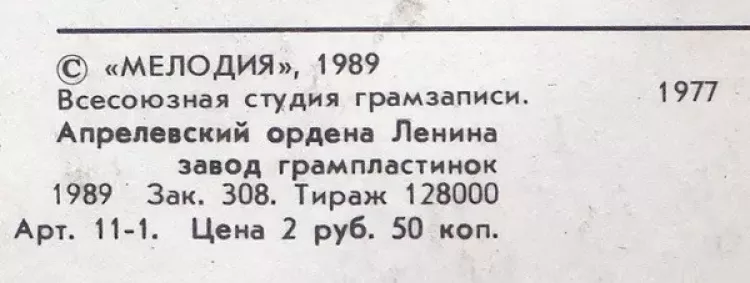 © «МЕЛОДИЯ», 1989
Всесоюзная студия грамзаписи. 1977
Апрелевский ордена Ленина
завод грампластинок
1989 Зак. 308. Тираж 128000
Арт. 11-1. Цена 2 руб. 50 коп.